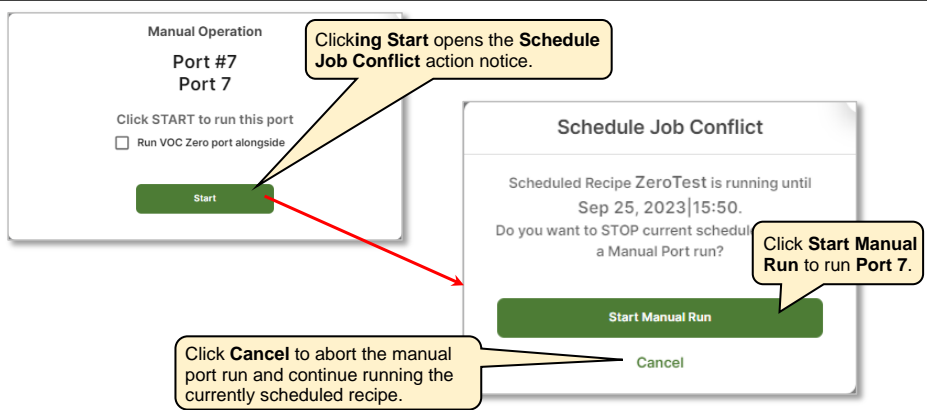 Manual Operation
Port #7
Port 7
Click START to run this port
Run VOC Zero port alongside
Start
Clicking Start opens the Schedule
Job Conflict action notice.
Schedule Job Conflict
Scheduled Recipe ZeroTest is running until
Sep 25, 2023|15:50.
Do you want to STOP current
a Manual Port run?
Start Manual Run
Cancel
Click Start Manual
Run to run Port 7.
Click Cancel to abort the manual
port run and continue running the
currently scheduled recipe.